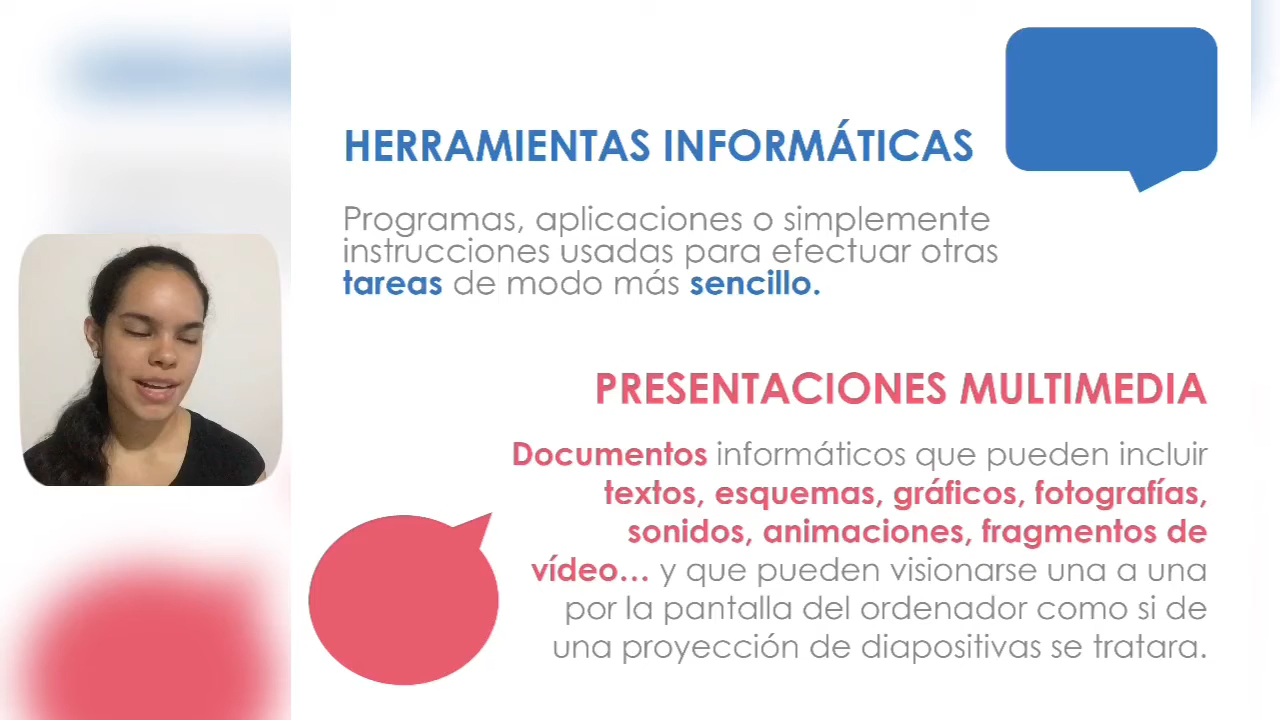 HERRAMIENTAS INFORMÁTICAS
Programas, aplicaciones o simplemente
instrucciones usadas para efectuar otras
tareas de modo más sencillo.
PRESENTACIONES MULTIMEDIA
Documentos informáticos que pueden incluir
textos, esquemas, gráficos, fotografías,
sonidos, animaciones, fragmentos de
vídeo... y que pueden visionarse una a una
por la pantalla del ordenador como si de
una proyección de diapositivas se tratara.